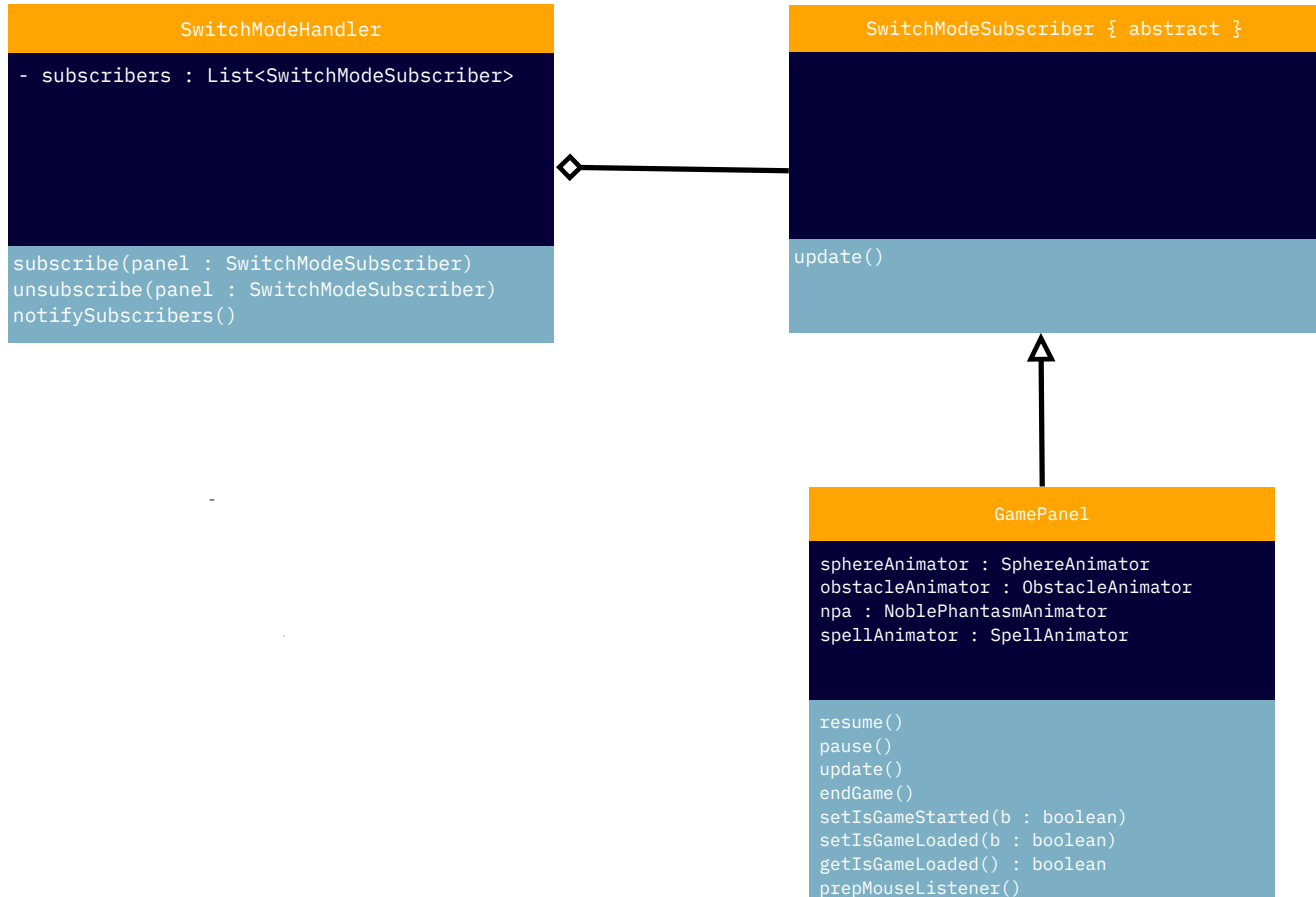 SwitchModeHandler
- subscribers : List<SwitchModeSubscriber>
subscribe(panel : SwitchModeSubscriber)
unsubscribe(panel : SwitchModeSubscriber)
notifySubscribers()
SwitchModeSubscriber { abstract }
update()
-
GamePanel
sphereAnimator : SphereAnimator
obstacleAnimator : ObstacleAnimator
npa : NoblePhantasmAnimator
spellAnimator : SpellAnimator
resume()
pause()
update()
endGame()
setIsGameStarted(b : boolean)
setIsGameLoaded(b : boolean)
getIsGameLoaded() : boolean
prepMouseListener()